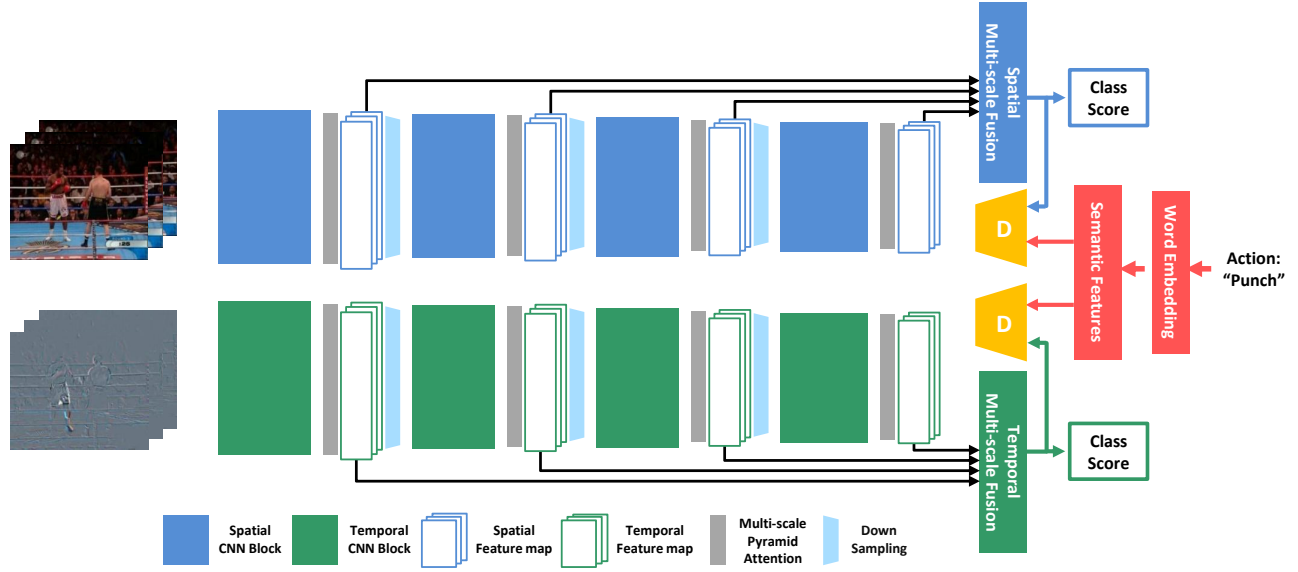 Spatial
Multi-scale Fusion
Class
Score
D
Semantic Features
Word Embedding
Action:
“Punch”
D
Temporal
Multi-scale Fusion
Class
Score
Spatial
CNN Block
Temporal
CNN Block
Spatial
Feature map
Temporal
Feature map
Multi-scale
Pyramid
Attention
Down
Sampling